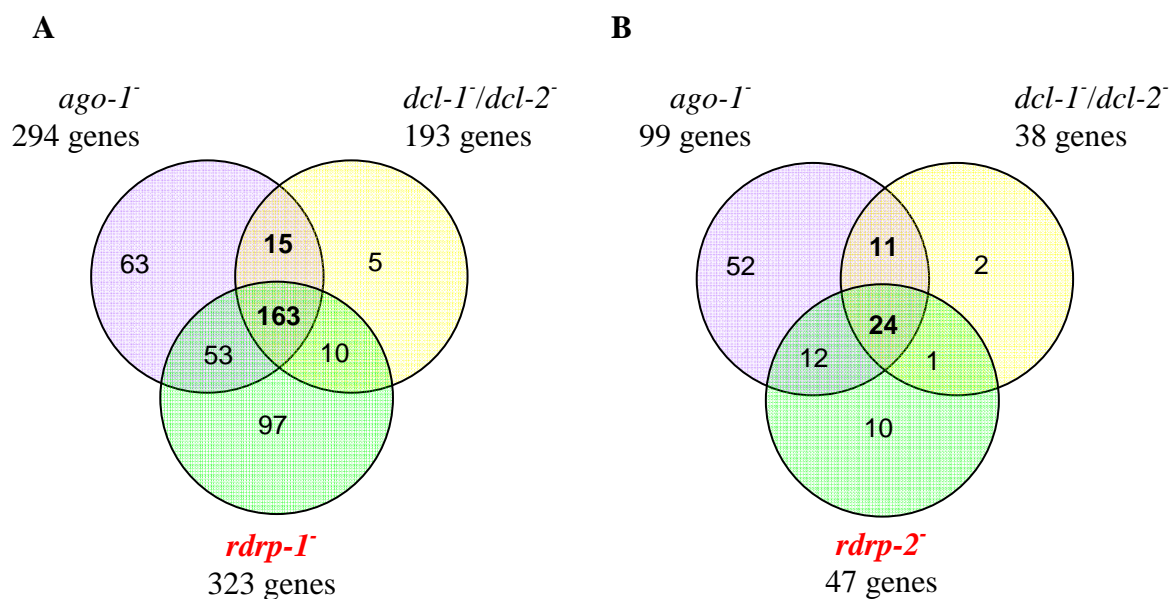 A
B
ago-1⁻
dcl-1⁻/dcl-2⁻
294 genes
193 genes
ago-1⁻
dcl-1⁻/dcl-2⁻
99 genes
38 genes
15
63
5
163
53
10
97
11
52
2
24
12
1
10
rdrp-1⁻
323 genes
rdrp-2⁻
47 genes